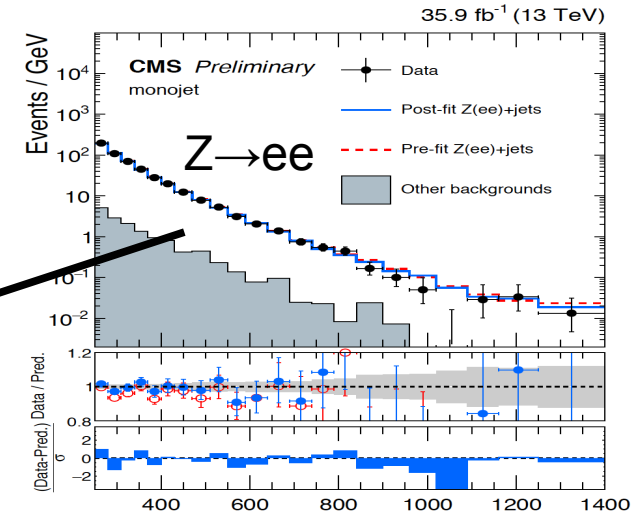 35.9 fb⁻¹ (13 TeV)
Events / GeV
10⁴
10³
10²
10
1
10⁻¹
10⁻²
CMS Preliminary
monojet
Z→ee
Data
Post-fit Z(ee)+jets
Pre-fit Z(ee)+jets
Other backgrounds
Data / Pred.
1.2
1
0.8
(Data-Pred.)
σ
2
0
−2
400 600 800 1000 1200 1400